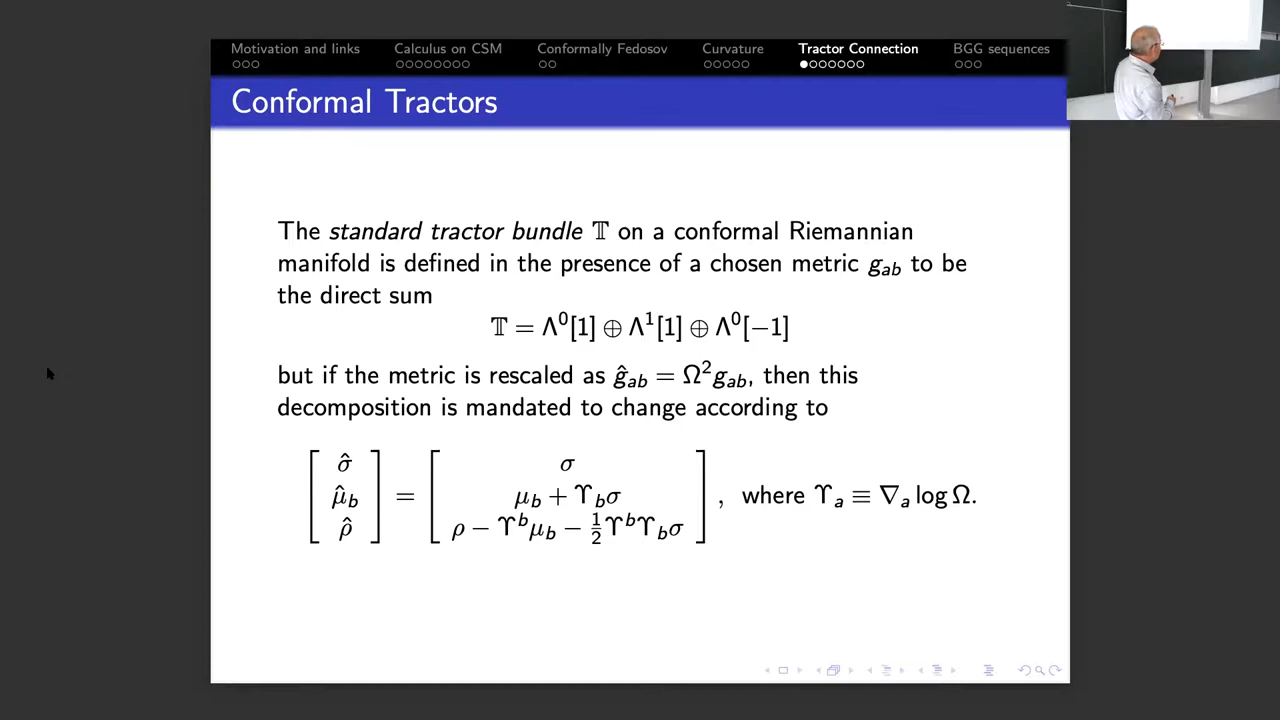 Motivation and links Calculus on CSM Conformally Fedosov Curvature Tractor Connection BGG sequences
Conformal Tractors
The standard tractor bundle 𝕋 on a conformal Riemannian
manifold is defined in the presence of a chosen metric g_ab to be
the direct sum
𝕋 = Λ⁰[1] ⊕ Λ¹[1] ⊕ Λ⁰[−1]
but if the metric is rescaled as ĝ_ab = Ω²g_ab, then this
decomposition is mandated to change according to
[ σ̂ ; μ̂_b ; ρ̂ ] = [ σ ; μ_b + ϒ_bσ ; ρ − ϒ^bμ_b − ½ϒ^bϒ_bσ ] , where ϒ_a ≡ ∇_a log Ω.